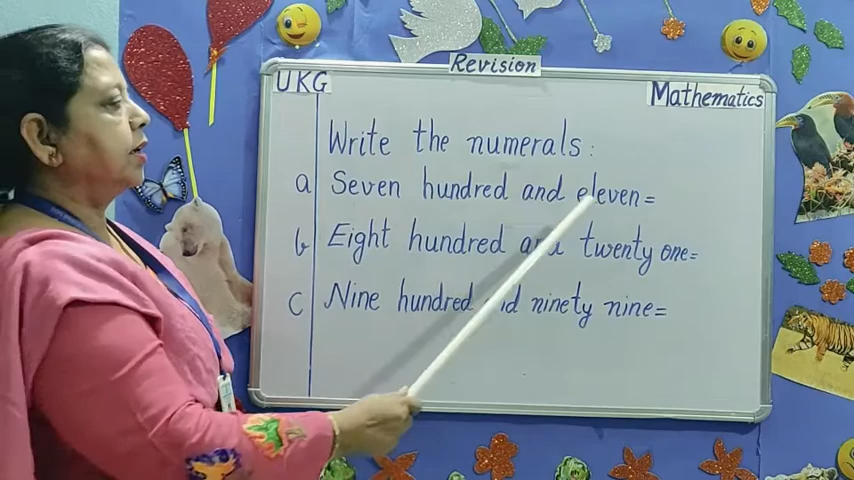 Revision
UKG
Mathematics
Write the numerals:
a Seven hundred and eleven=
b Eight hundred and twenty one=
c Nine hundred and ninety nine=